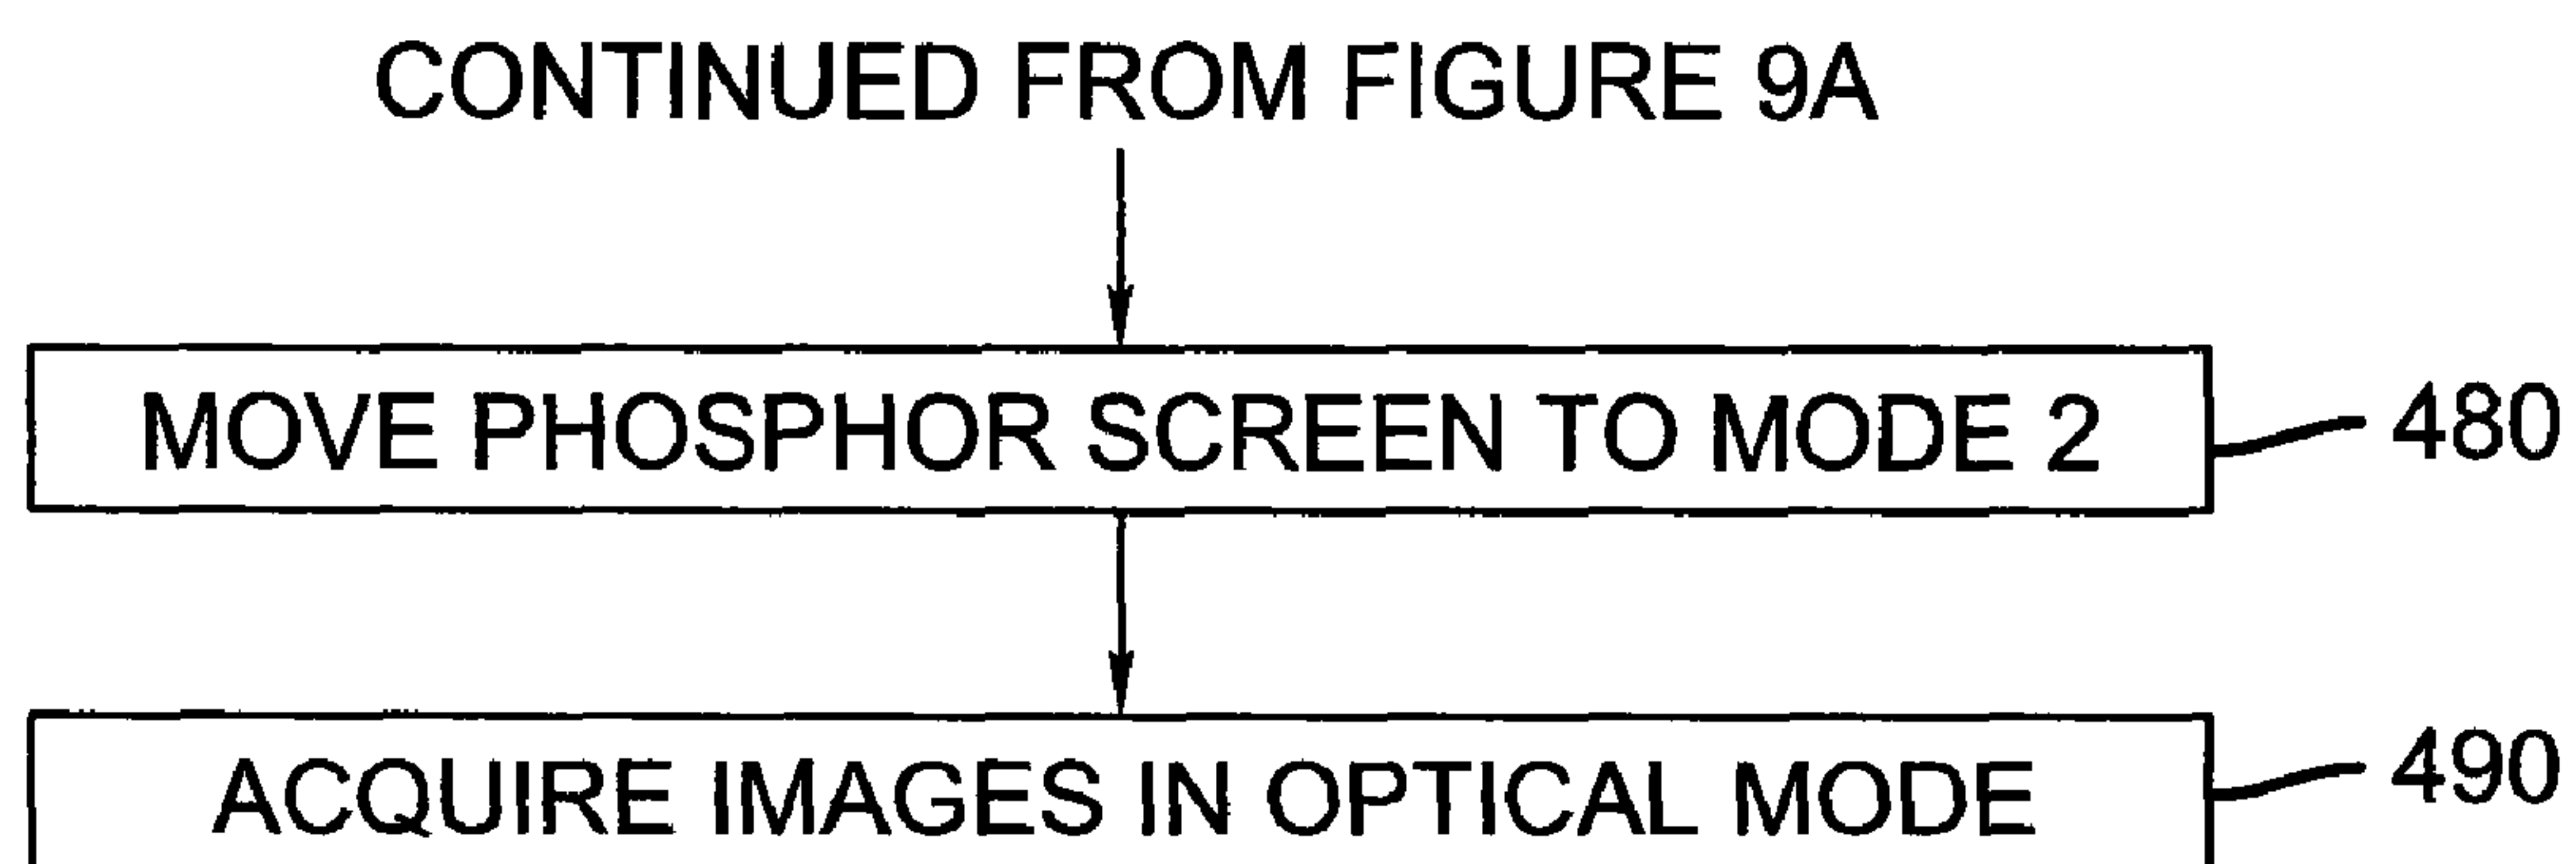 CONTINUED FROM FIGURE 9A
MOVE PHOSPHOR SCREEN TO MODE 2
480
ACQUIRE IMAGES IN OPTICAL MODE
490